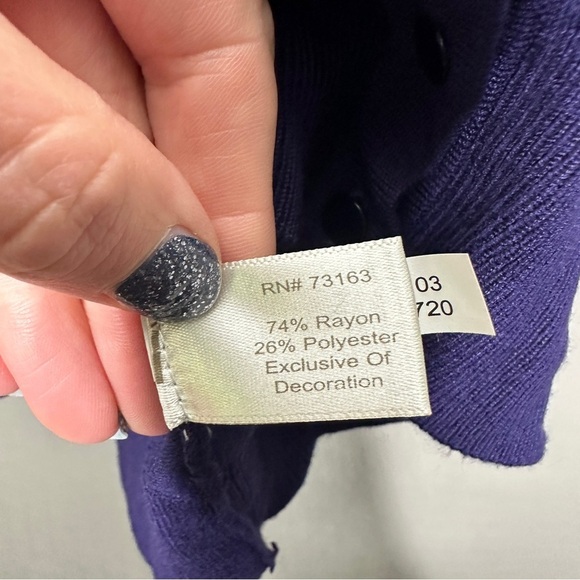 RN# 73163
74% Rayon
26% Polyester
Exclusive Of
Decoration
03
720